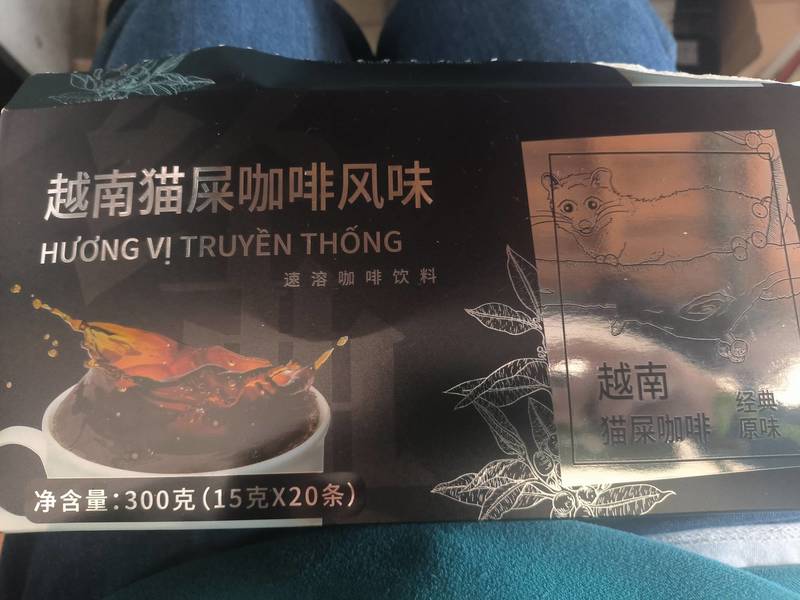 越南猫屎咖啡风味
HƯƠNG VỊ TRUYỀN THỐNG
速溶咖啡饮料
净含量:300克(15克X20条)
越南
猫屎咖啡
经典
原味